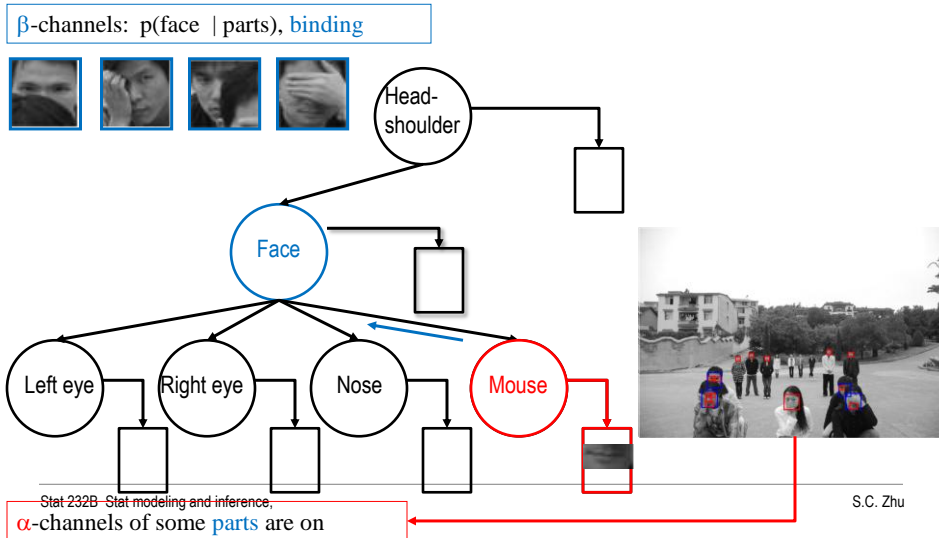 β-channels: p(face | parts), binding
Head-
shoulder
Face
Left eye
Right eye
Nose
Mouse
Stat 232B Stat modeling and inference,
S.C. Zhu
α-channels of some parts are on